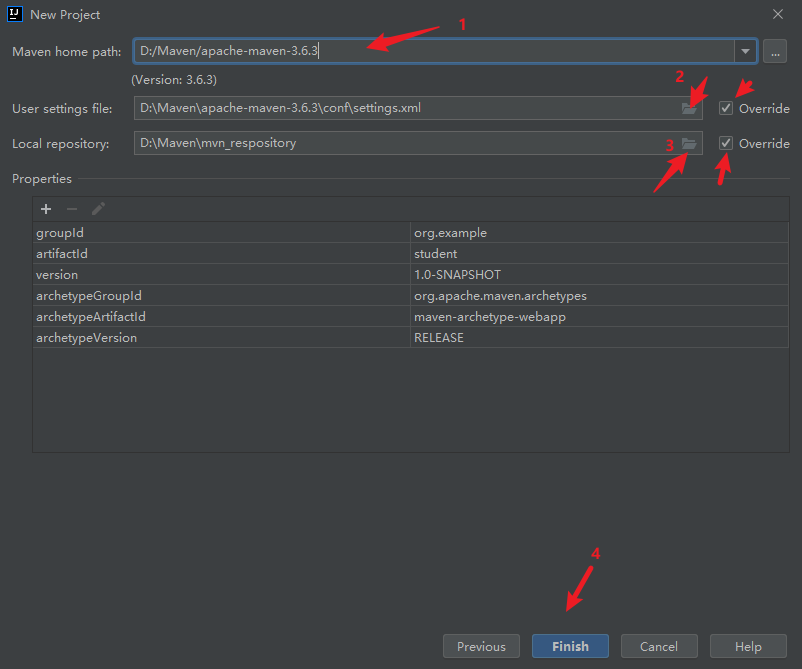 IJ New Project
1
Maven home path: D:/Maven/apache-maven-3.6.3 ...
(Version: 3.6.3)
2
User settings file: D:\Maven\apache-maven-3.6.3\conf\settings.xml Override
Local repository: D:\Maven\mvn_respository 3 Override
Properties
groupId org.example
artifactId student
version 1.0-SNAPSHOT
archetypeGroupId org.apache.maven.archetypes
archetypeArtifactId maven-archetype-webapp
archetypeVersion RELEASE
4
Previous Finish Cancel Help